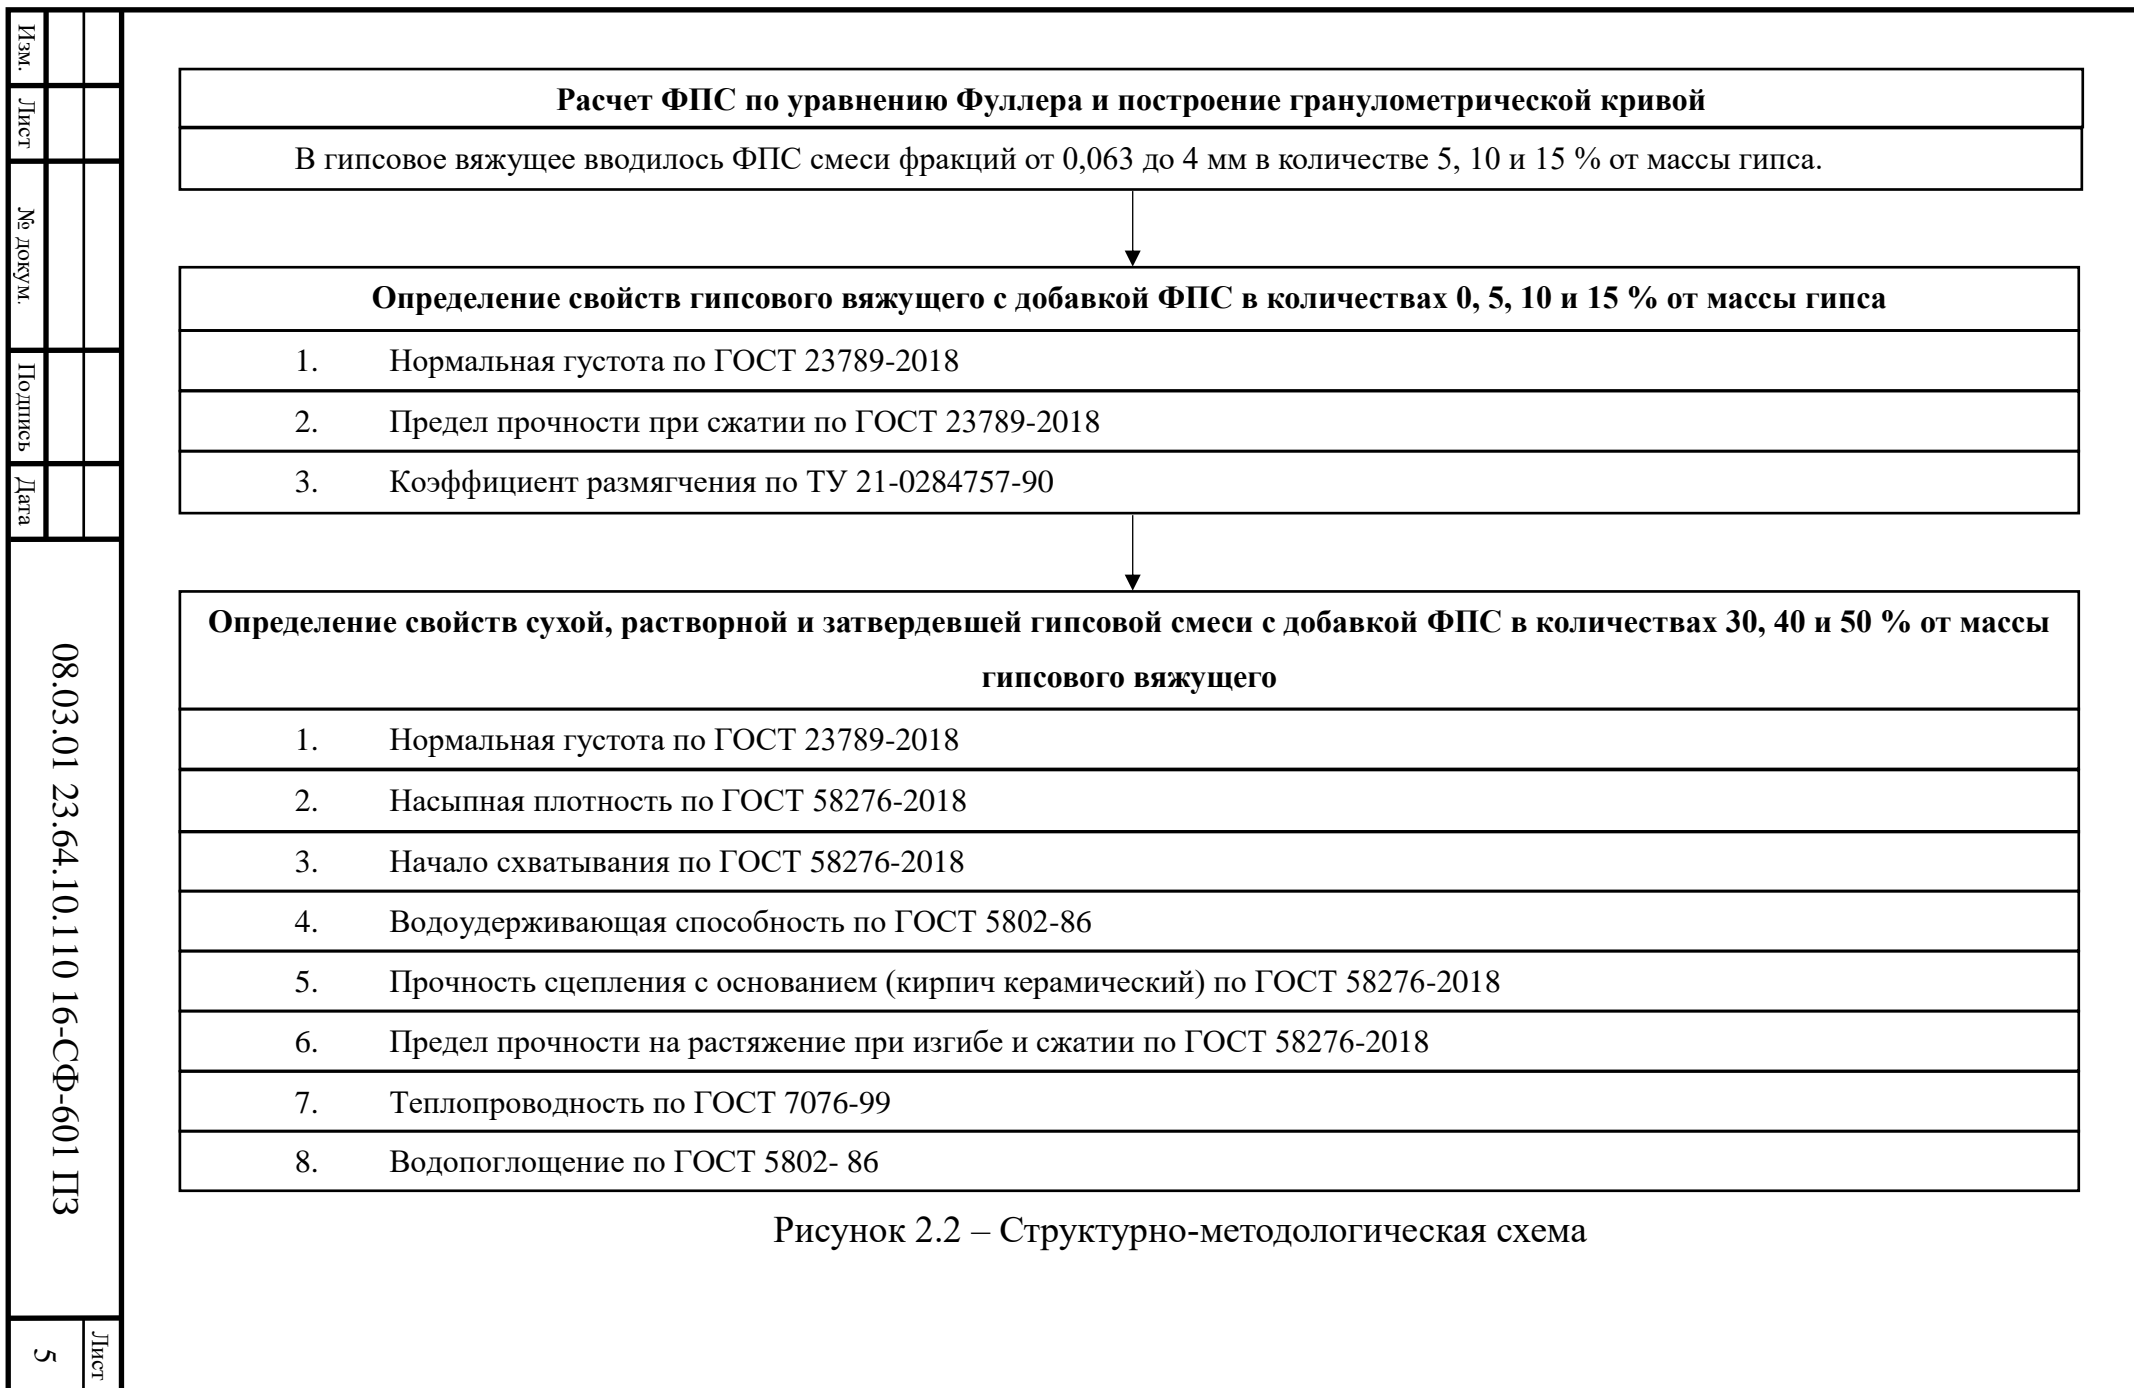 Изм.
Лист
№ докум.
Подпись
Дата
08.03.01 23.64.10.110 16-СФ-601 ПЗ
Лист
5
Расчет ФПС по уравнению Фуллера и построение гранулометрической кривой
В гипсовое вяжущее вводилось ФПС смеси фракций от 0,063 до 4 мм в количестве 5, 10 и 15 % от массы гипса.
Определение свойств гипсового вяжущего с добавкой ФПС в количествах 0, 5, 10 и 15 % от массы гипса
1. Нормальная густота по ГОСТ 23789-2018
2. Предел прочности при сжатии по ГОСТ 23789-2018
3. Коэффициент размягчения по ТУ 21-0284757-90
Определение свойств сухой, растворной и затвердевшей гипсовой смеси с добавкой ФПС в количествах 30, 40 и 50 % от массы
гипсового вяжущего
1. Нормальная густота по ГОСТ 23789-2018
2. Насыпная плотность по ГОСТ 58276-2018
3. Начало схватывания по ГОСТ 58276-2018
4. Водоудерживающая способность по ГОСТ 5802-86
5. Прочность сцепления с основанием (кирпич керамический) по ГОСТ 58276-2018
6. Предел прочности на растяжение при изгибе и сжатии по ГОСТ 58276-2018
7. Теплопроводность по ГОСТ 7076-99
8. Водопоглощение по ГОСТ 5802- 86
Рисунок 2.2 – Структурно-методологическая схема